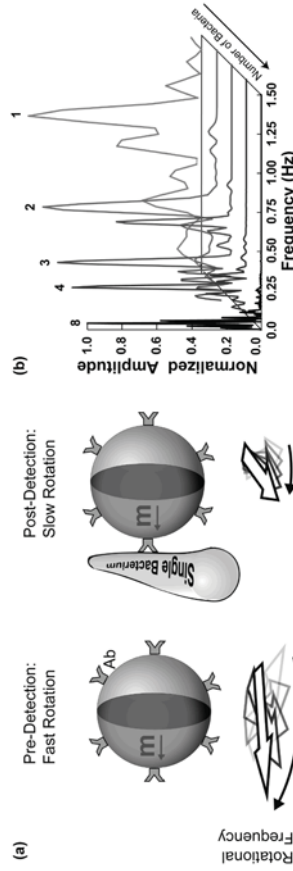 (a)
Pre-Detection:
Fast Rotation
Post-Detection:
Slow Rotation
Ab
m
m
Single Bacterium
Rotational
Frequency
(b)
Normalized Amplitude
1.0
0.8
0.6
0.4
0.2
0.0
8
4
3
2
1
0.25
0.50
0.75
1.00
1.25
1.50
Frequency (Hz)
Number of Bacteria